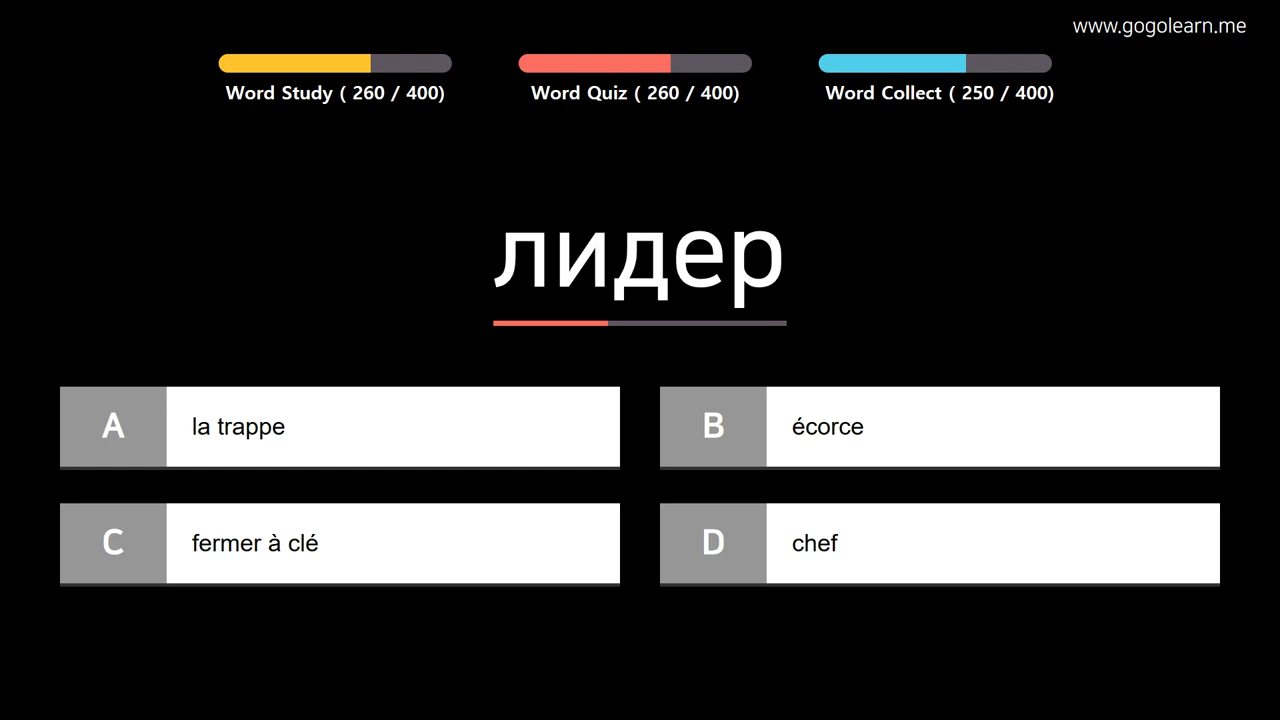 www.gogolearn.me
Word Study ( 260 / 400)
Word Quiz ( 260 / 400)
Word Collect ( 250 / 400)
лидер
A la trappe
B écorce
C fermer à clé
D chef